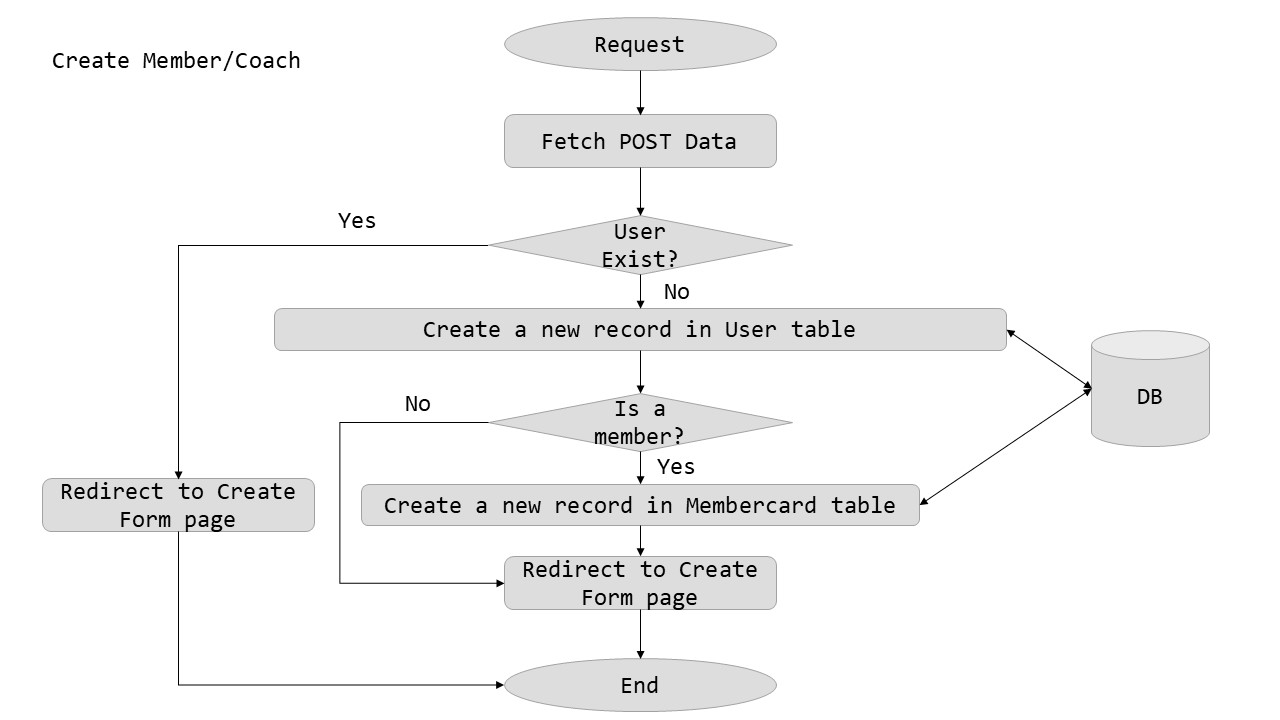 Create Member/Coach
Request
Fetch POST Data
Yes
User
Exist?
No
Create a new record in User table
DB
No
Is a
member?
Yes
Redirect to Create
Form page
Create a new record in Membercard table
Redirect to Create
Form page
End